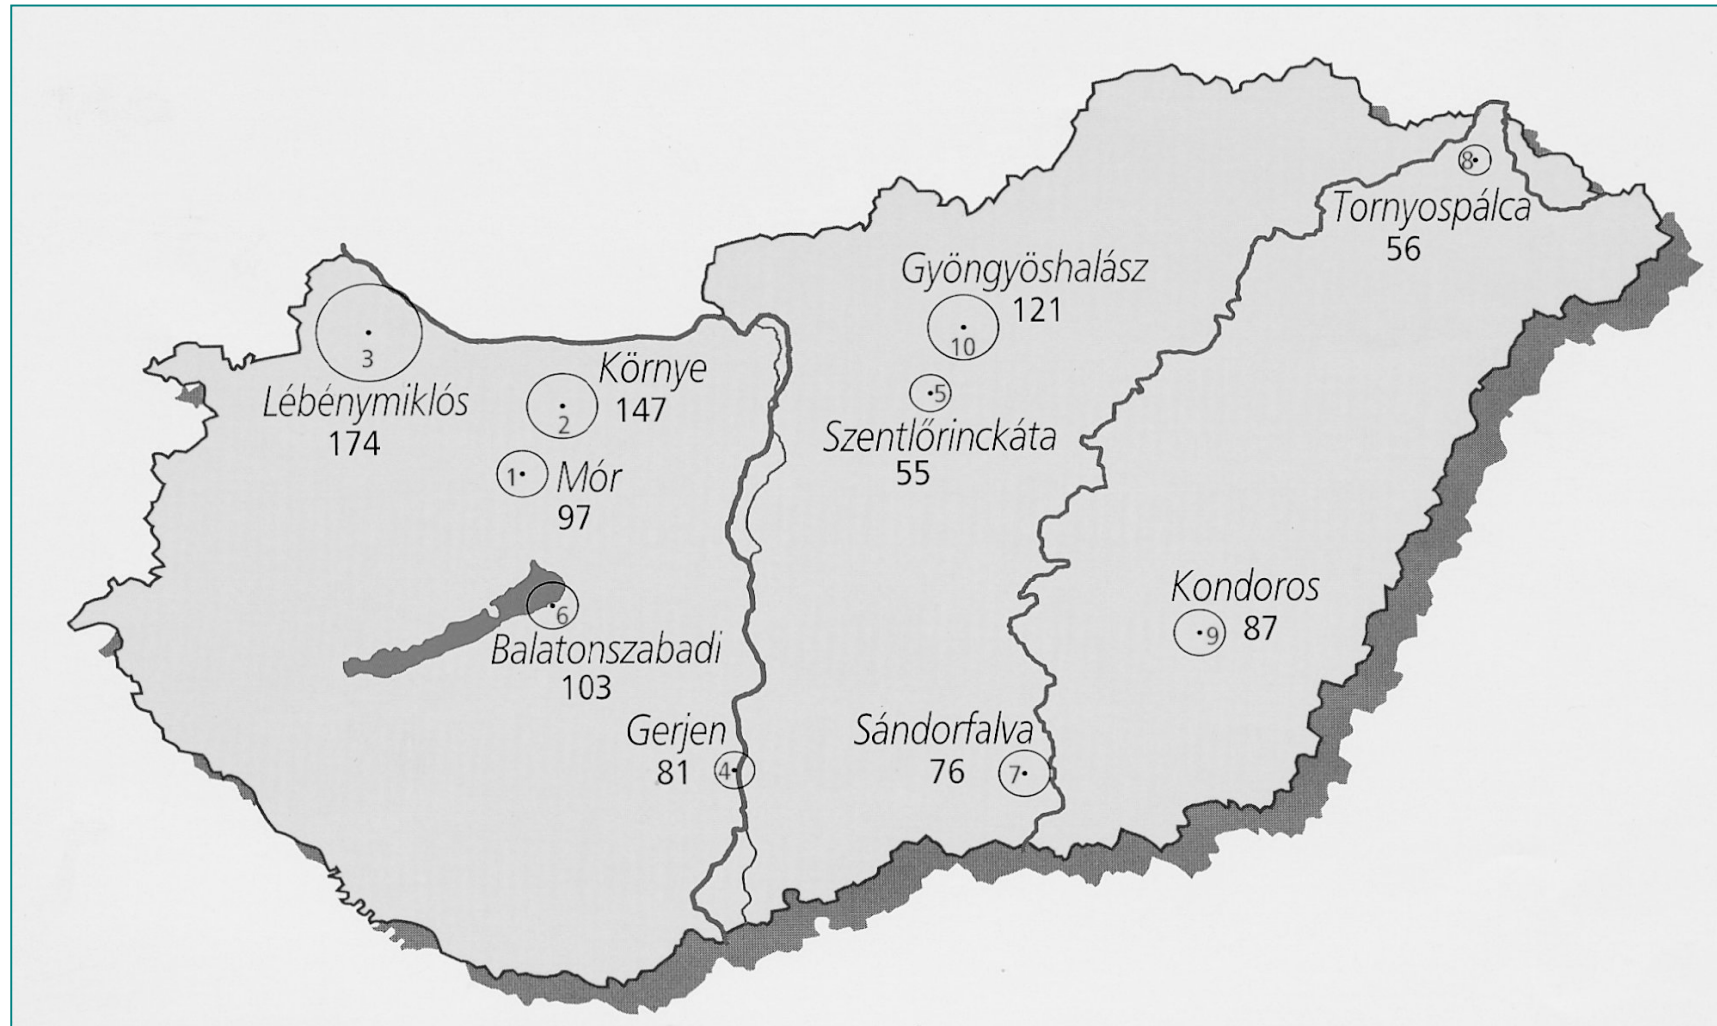 8
Tornyospálca
56
Gyöngyöshalász
121
10
3
Lébénymiklós
174
Környe
147
2
5
Szentlőrinckáta
55
1
Mór
97
Kondoros
87
9
6
Balatonszabadi
103
Gerjen
81
4
Sándorfalva
76
7